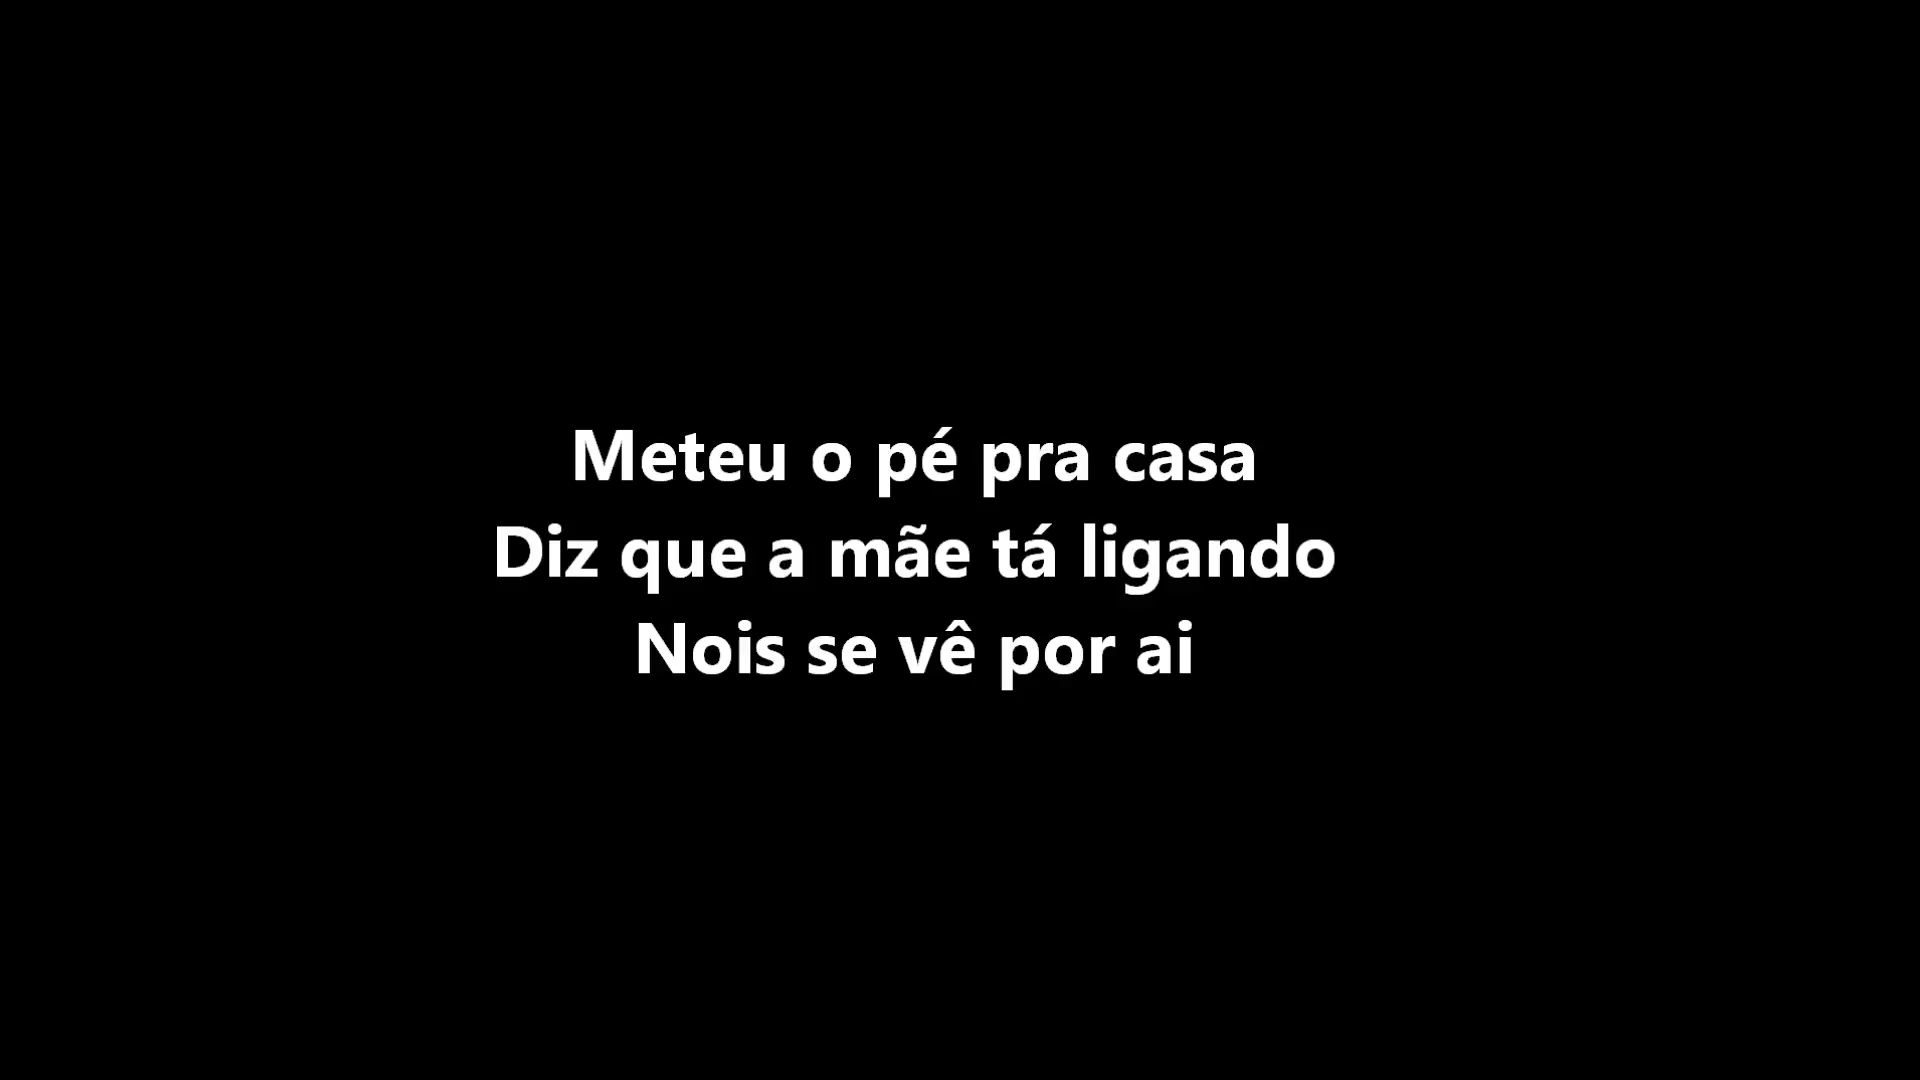 Meteu o pé pra casa
Diz que a mãe tá ligando
Nois se vê por ai